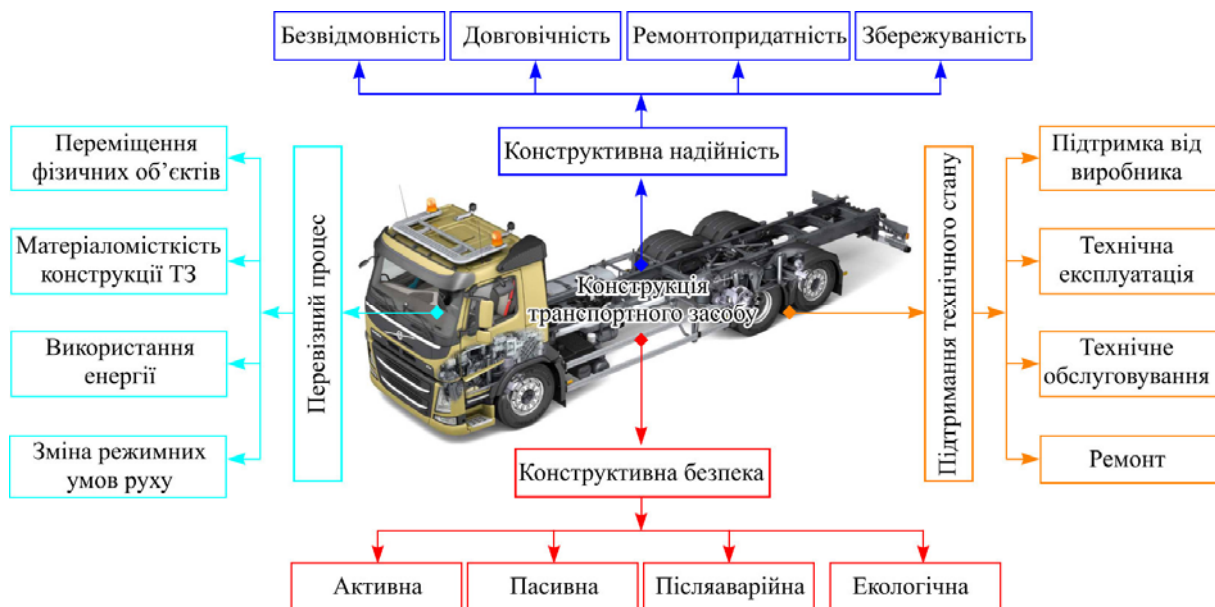 Безвідмовність
Довговічність
Ремонтопридатність
Збережуваність
Конструктивна надійність
Переміщення
фізичних об’єктів
Матеріаломісткість
конструкції ТЗ
Використання
енергії
Зміна режимних
умов руху
Перевізний процес
Конструкція
транспортного засобу
Підтримання технічного стану
Підтримка від
виробника
Технічна
експлуатація
Технічне
обслуговування
Ремонт
Конструктивна безпека
Активна
Пасивна
Післяаварійна
Екологічна